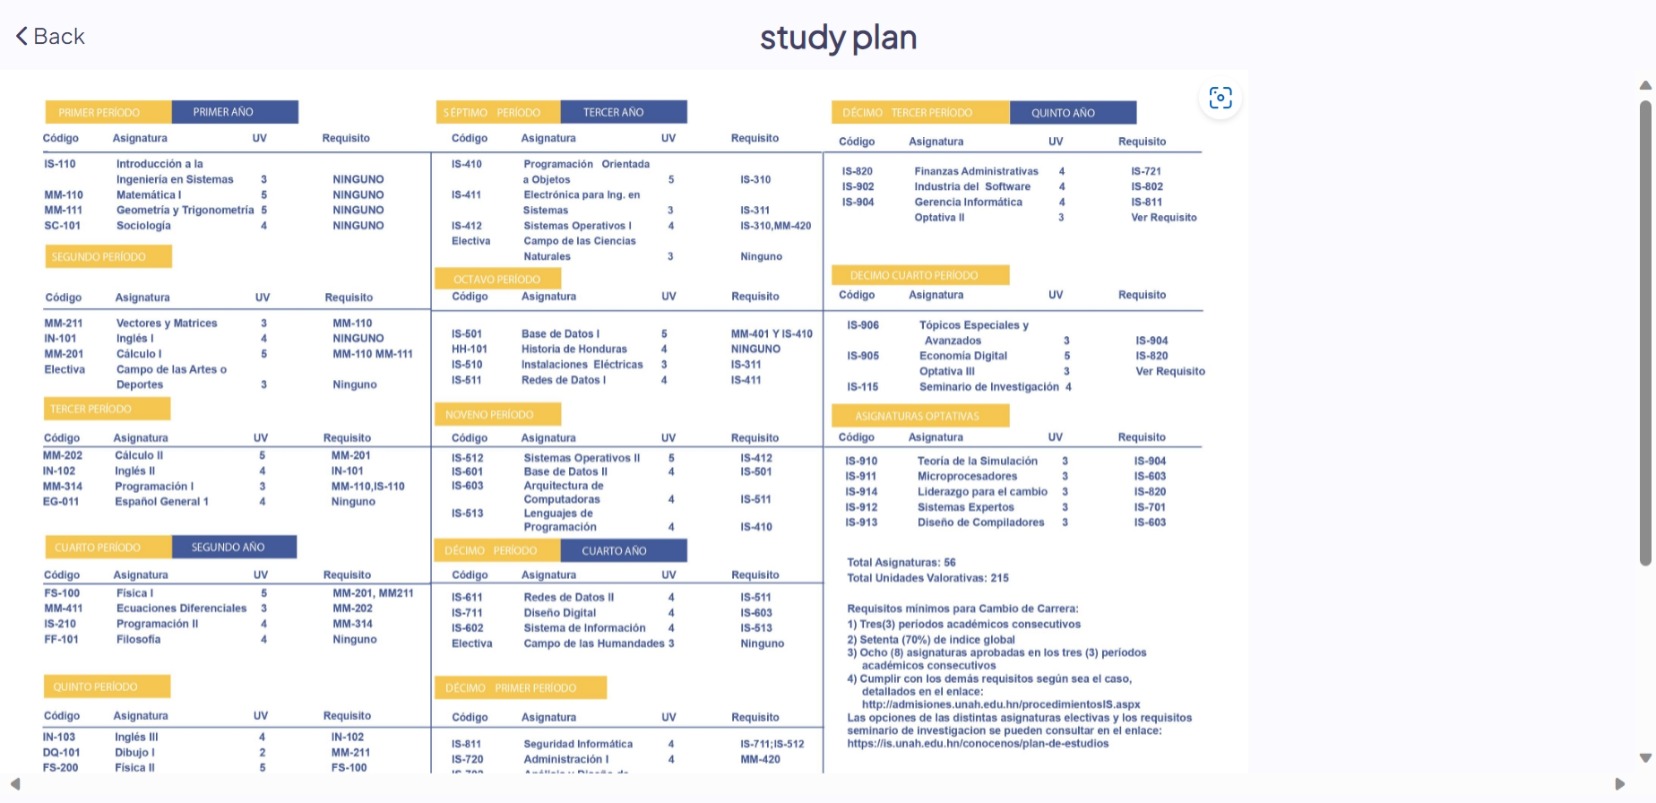 Back
study plan
PRIMER PERÍODO PRIMER AÑO
Código Asignatura UV Requisito
IS-110 Introducción a la
Ingeniería en Sistemas 3 NINGUNO
MM-110 Matemática I 5 NINGUNO
MM-111 Geometría y Trigonometría 5 NINGUNO
SC-101 Sociología 4 NINGUNO
SEGUNDO PERÍODO
Código Asignatura UV Requisito
MM-211 Vectores y Matrices 3 MM-110
IN-101 Inglés I 4 NINGUNO
MM-201 Cálculo I 5 MM-110 MM-111
Electiva Campo de las Artes o
Deportes 3 Ninguno
TERCER PERÍODO
Código Asignatura UV Requisito
MM-202 Cálculo II 5 MM-201
IN-102 Inglés II 4 IN-101
MM-314 Programación I 3 MM-110,IS-110
EG-011 Español General 1 4 Ninguno
CUARTO PERÍODO SEGUNDO AÑO
Código Asignatura UV Requisito
FS-100 Física I 5 MM-201, MM211
MM-411 Ecuaciones Diferenciales 3 MM-202
IS-210 Programación II 4 MM-314
FF-101 Filosofía 4 Ninguno
QUINTO PERÍODO
Código Asignatura UV Requisito
IN-103 Inglés III 4 IN-102
DQ-101 Dibujo I 2 MM-211
FS-200 Física II 5 FS-100
SÉPTIMO PERÍODO TERCER AÑO
Código Asignatura UV Requisito
IS-410 Programación Orientada
a Objetos 5 IS-310
IS-411 Electrónica para Ing. en
Sistemas 3 IS-311
IS-412 Sistemas Operativos I 4 IS-310,MM-420
Electiva Campo de las Ciencias
Naturales 3 Ninguno
OCTAVO PERÍODO
Código Asignatura UV Requisito
IS-501 Base de Datos I 5 MM-401 Y IS-410
HH-101 Historia de Honduras 4 NINGUNO
IS-510 Instalaciones Eléctricas 3 IS-311
IS-511 Redes de Datos I 4 IS-411
NOVENO PERÍODO
Código Asignatura UV Requisito
IS-512 Sistemas Operativos II 5 IS-412
IS-601 Base de Datos II 4 IS-501
IS-603 Arquitectura de
Computadoras 4 IS-511
IS-513 Lenguajes de
Programación 4 IS-410
DÉCIMO PERÍODO CUARTO AÑO
Código Asignatura UV Requisito
IS-611 Redes de Datos II 4 IS-511
IS-711 Diseño Digital 4 IS-603
IS-602 Sistema de Información 4 IS-513
Electiva Campo de las Humandades 3 Ninguno
DÉCIMO PRIMER PERÍODO
Código Asignatura UV Requisito
IS-811 Seguridad Informática 4 IS-711;IS-512
IS-720 Administración I 4 MM-420
DÉCIMO TERCER PERÍODO QUINTO AÑO
Código Asignatura UV Requisito
IS-820 Finanzas Administrativas 4 IS-721
IS-902 Industria del Software 4 IS-802
IS-904 Gerencia Informática 4 IS-811
Optativa II 3 Ver Requisito
DECIMO CUARTO PERÍODO
Código Asignatura UV Requisito
IS-906 Tópicos Especiales y
Avanzados 3 IS-904
IS-905 Economía Digital 5 IS-820
Optativa III 3 Ver Requisito
IS-115 Seminario de Investigación 4
ASIGNATURAS OPTATIVAS
Código Asignatura UV Requisito
IS-910 Teoría de la Simulación 3 IS-904
IS-911 Microprocesadores 3 IS-603
IS-914 Liderazgo para el cambio 3 IS-820
IS-912 Sistemas Expertos 3 IS-701
IS-913 Diseño de Compiladores 3 IS-603
Total Asignaturas: 56
Total Unidades Valorativas: 215
Requisitos mínimos para Cambio de Carrera:
1) Tres(3) períodos académicos consecutivos
2) Setenta (70%) de indice global
3) Ocho (8) asignaturas aprobadas en los tres (3) períodos
académicos consecutivos
4) Cumplir con los demás requisitos según sea el caso,
detallados en el enlace:
http://admisiones.unah.edu.hn/procedimientosIS.aspx
Las opciones de las distintas asignaturas electivas y los requisitos
seminario de investigacion se pueden consultar en el enlace:
https://is.unah.edu.hn/conocenos/plan-de-estudios